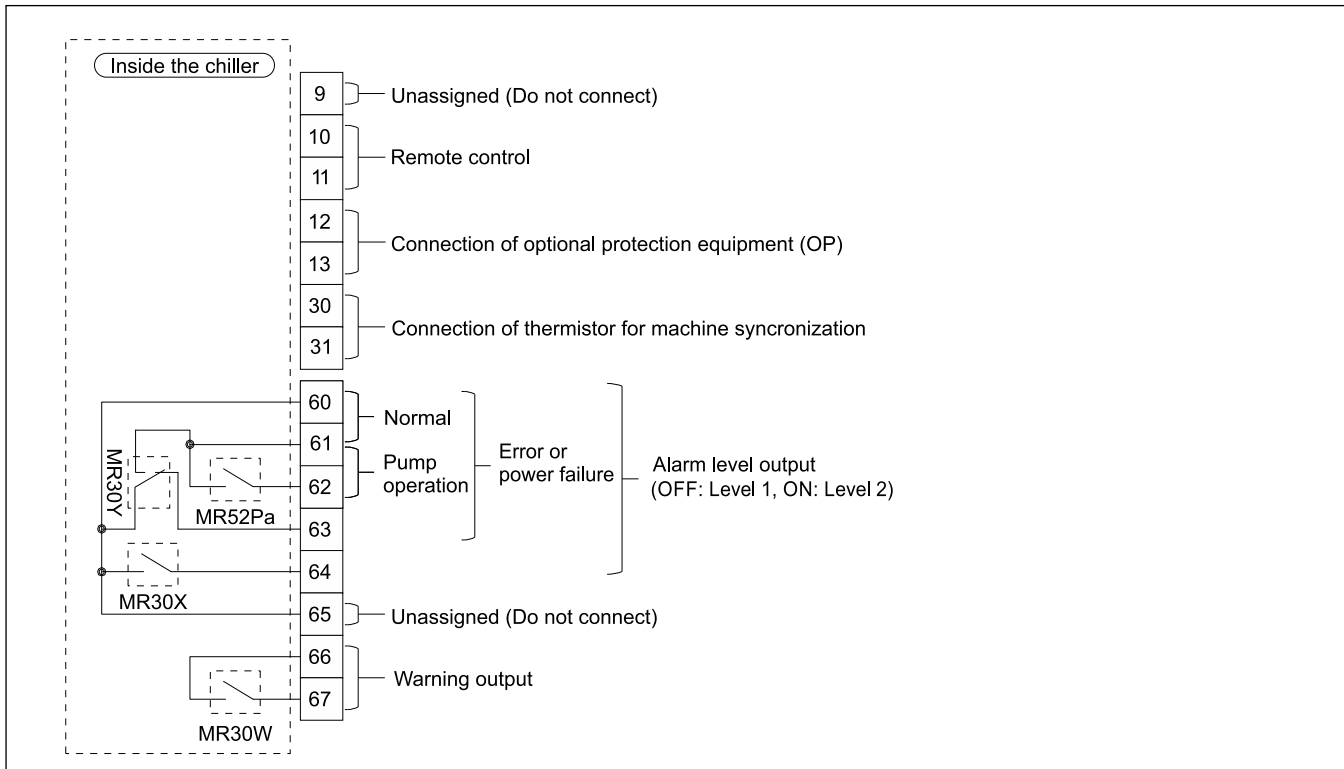 Inside the chiller
9
Unassigned (Do not connect)
10
Remote control
11
12
Connection of optional protection equipment (OP)
13
30
Connection of thermistor for machine syncronization
31
60
Normal
61
Pump
operation
Error or
power failure
Alarm level output
(OFF: Level 1, ON: Level 2)
MR30Y
62
MR52Pa
63
64
MR30X
65
Unassigned (Do not connect)
66
Warning output
67
MR30W